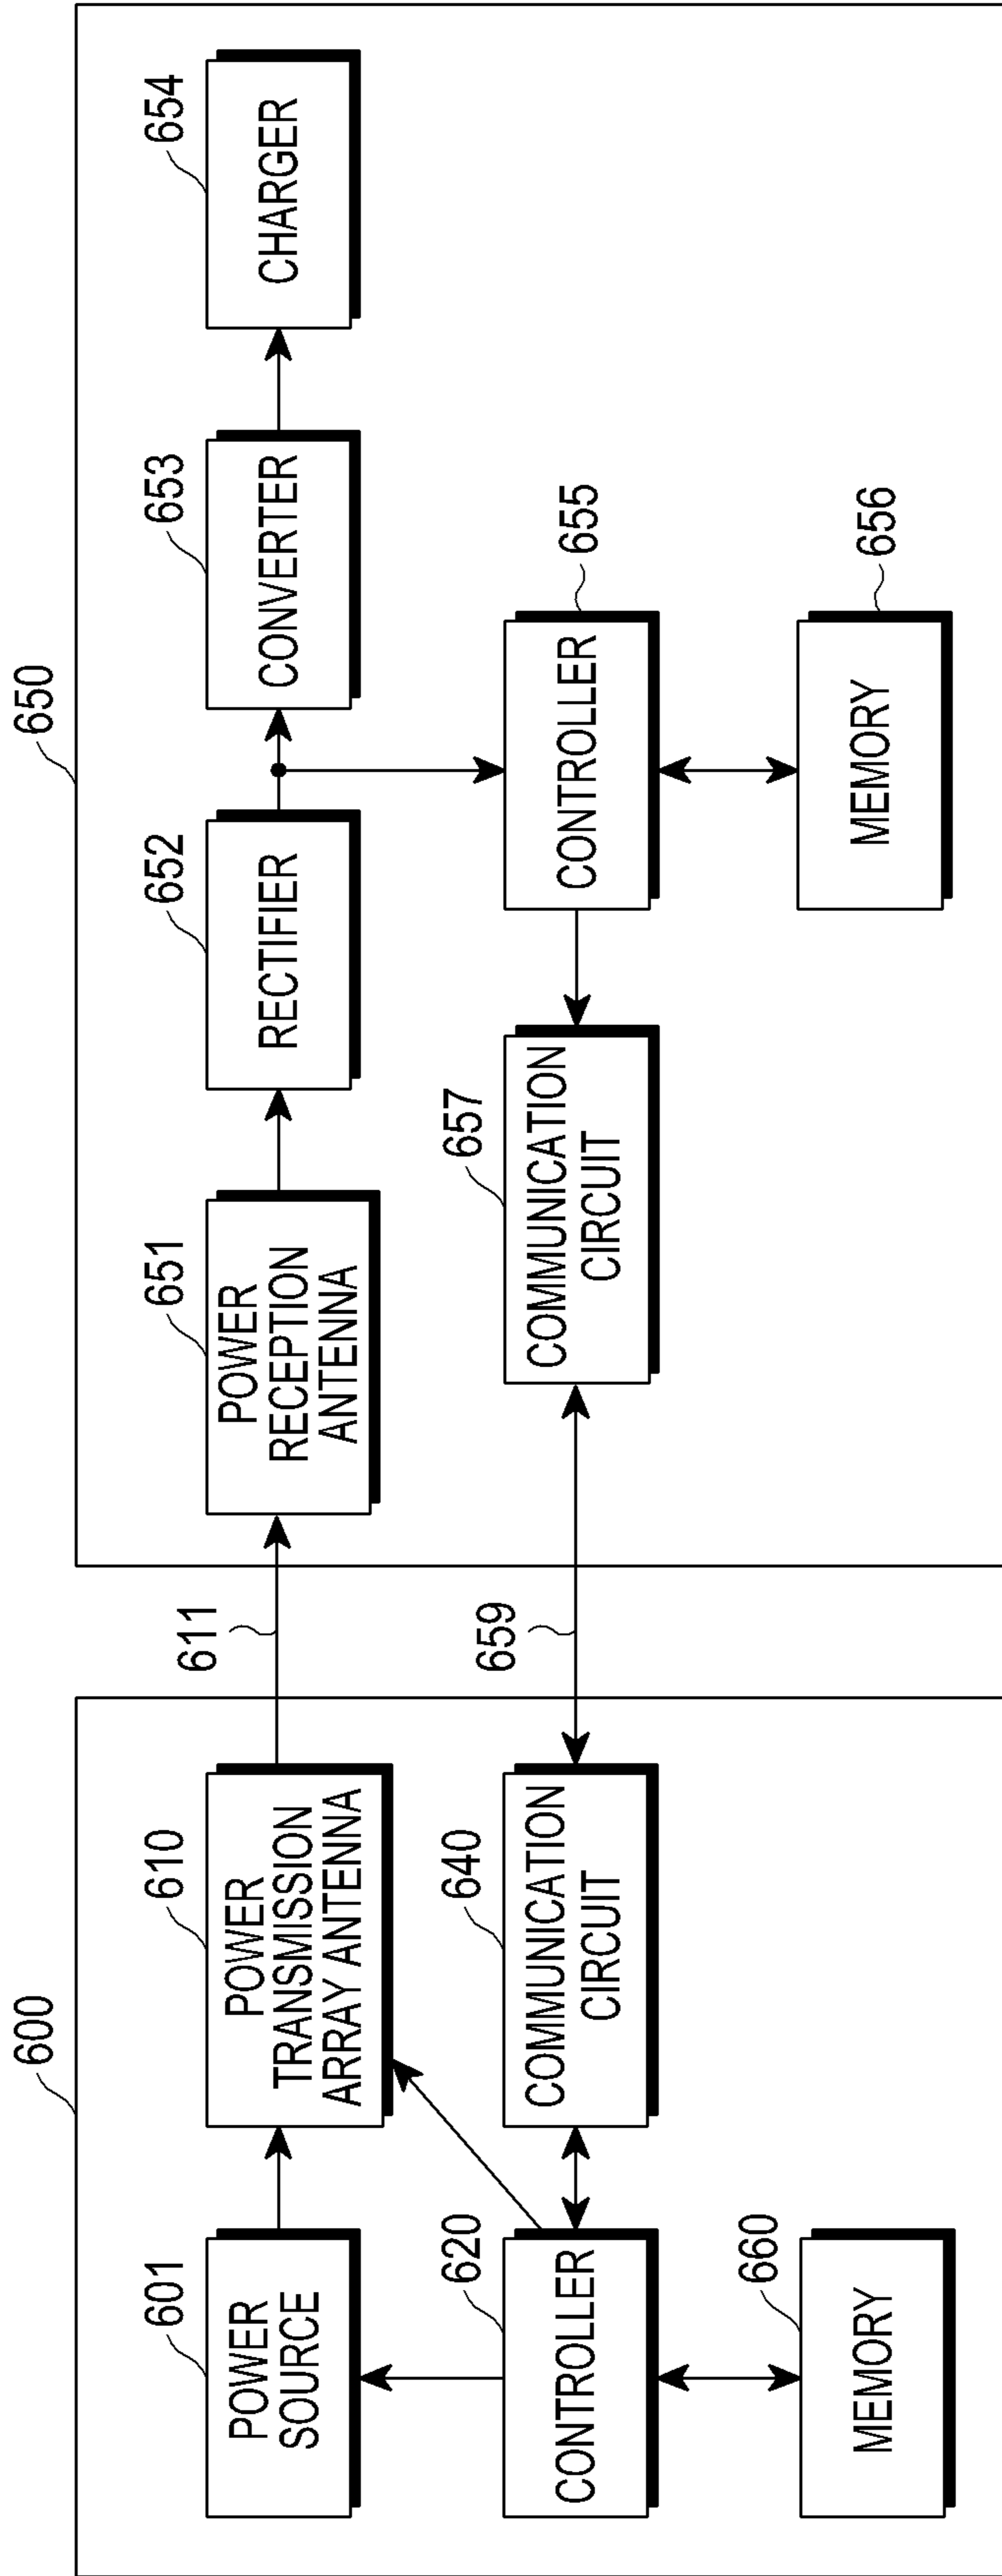 600
601
POWER
SOURCE
610
POWER
TRANSMISSION
ARRAY ANTENNA
611
620
CONTROLLER
640
COMMUNICATION
CIRCUIT
659
660
MEMORY
650
651
POWER
RECEPTION
ANTENNA
652
RECTIFIER
653
CONVERTER
654
CHARGER
657
COMMUNICATION
CIRCUIT
CONTROLLER
655
MEMORY
656